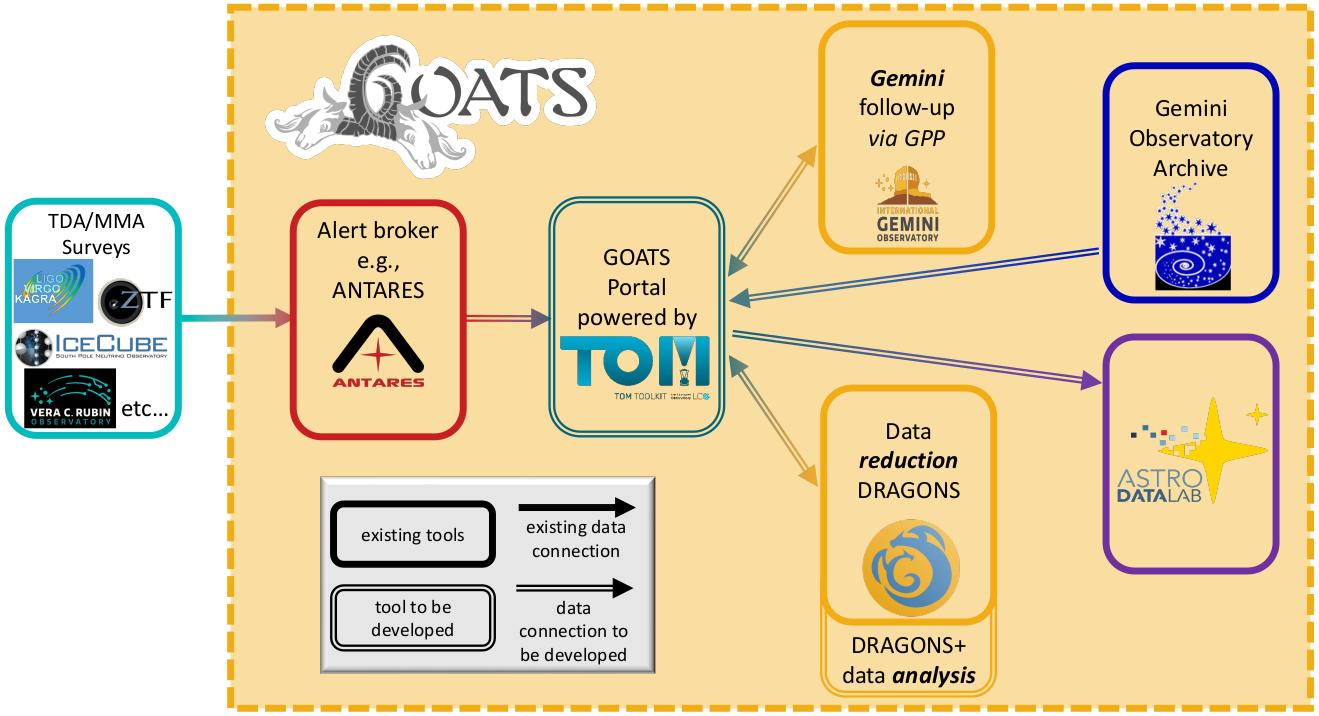 GOATS
TDA/MMA
Surveys
LIGO
VIRGO
KAGRA
ZTF
ICECUBE
SOUTH POLE NEUTRINO OBSERVATORY
VERA C. RUBIN
OBSERVATORY
etc...
Alert broker
e.g.,
ANTARES
ANTARES
GOATS
Portal
powered by
TOM
TOM TOOLKIT
LCO
Gemini
follow-up
via GPP
INTERNATIONAL
GEMINI
OBSERVATORY
Gemini
Observatory
Archive
Data
reduction
DRAGONS
DRAGONS+
data analysis
ASTRO
DATALAB
existing tools
existing data
connection
tool to be
developed
data
connection to
be developed